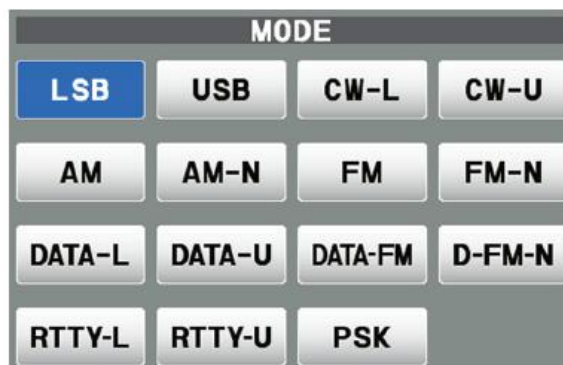 MODE
LSB USB CW-L CW-U
AM AM-N FM FM-N
DATA-L DATA-U DATA-FM D-FM-N
RTTY-L RTTY-U PSK